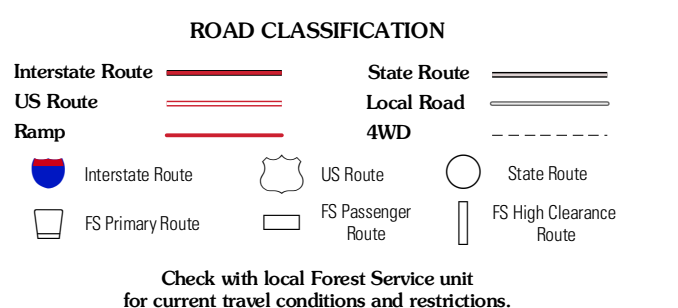 ROAD CLASSIFICATION
Interstate Route
State Route
US Route
Local Road
Ramp
4WD
Interstate Route
US Route
State Route
FS Primary Route
FS Passenger
Route
FS High Clearance
Route
Check with local Forest Service unit
for current travel conditions and restrictions.